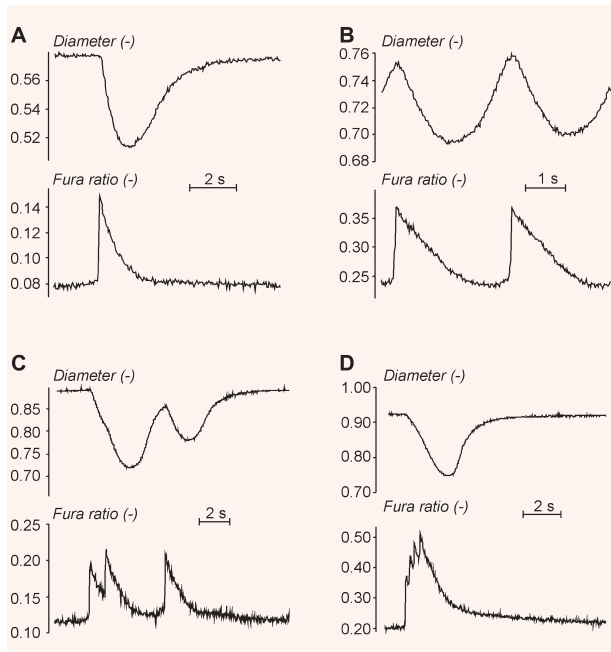 A
Diameter (-)
0.56
0.54
0.52
Fura ratio (-)
2 s
0.14
0.12
0.10
0.08
B
Diameter (-)
0.76
0.74
0.72
0.70
0.68
Fura ratio (-)
1 s
0.35
0.30
0.25
C
Diameter (-)
0.85
0.80
0.75
0.70
Fura ratio (-)
2 s
0.25
0.20
0.15
0.10
D
Diameter (-)
1.00
0.90
0.80
0.70
Fura ratio (-)
2 s
0.50
0.40
0.30
0.20